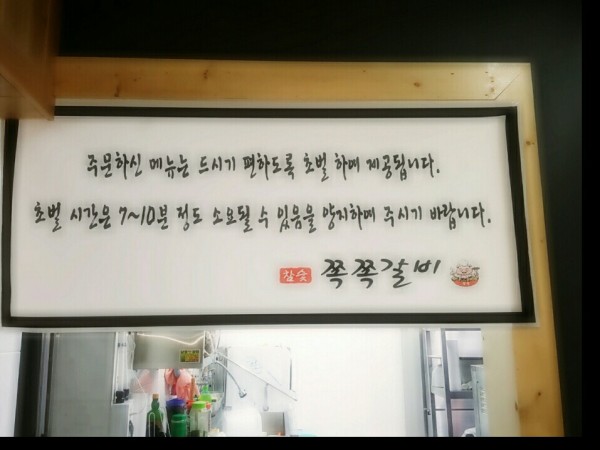 주문하신 메뉴는 드시기 편하도록 초벌 하여 제공됩니다.
초벌 시간은 7~10분 정도 소요될 수 있음을 양지하여 주시기 바랍니다.
참숯 쪽쪽갈비